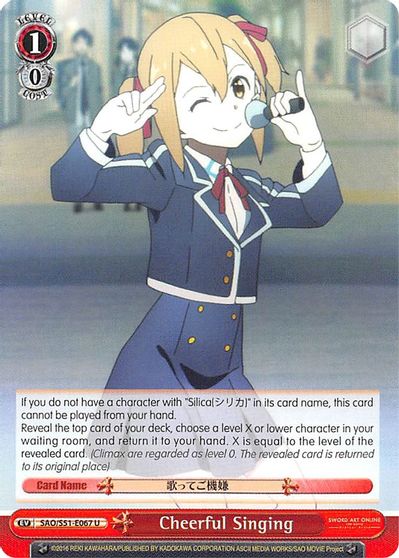 LEVEL
1
0
COST
If you do not have a character with "Silica(シリカ)" in its card name, this card
cannot be played from your hand.
Reveal the top card of your deck, choose a level X or lower character in your
waiting room, and return it to your hand. X is equal to the level of the
revealed card. (Climax are regarded as level 0. The revealed card is returned
to its original place)
Card Name 歌ってご機嫌
EV SAO/S51-E067 U Cheerful Singing SWORD ART ONLINE
©2016 REKI KAWAHARA/PUBLISHED BY KADOKAWA CORPORATION ASCII MEDIA WORKS/SAO MOVIE Project